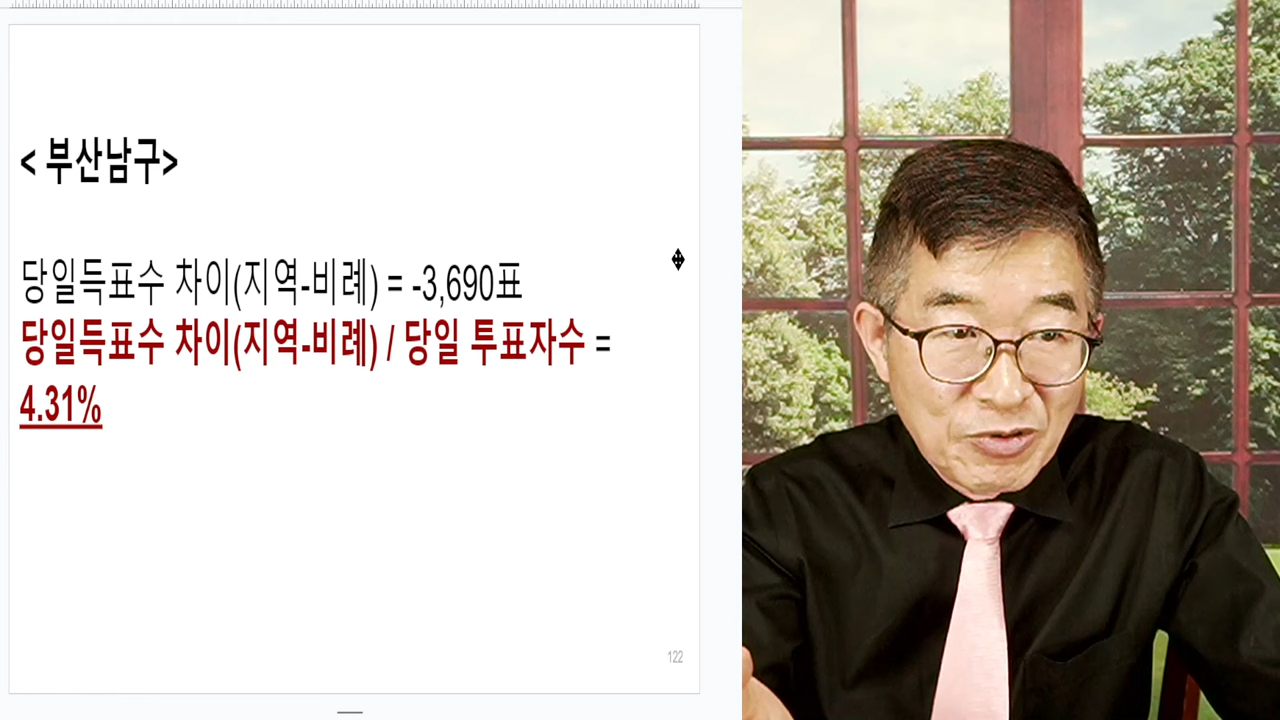 < 부산남구>
당일득표수 차이(지역-비례) = -3,690표
당일득표수 차이(지역-비례) / 당일 투표자수 =
4.31%
122